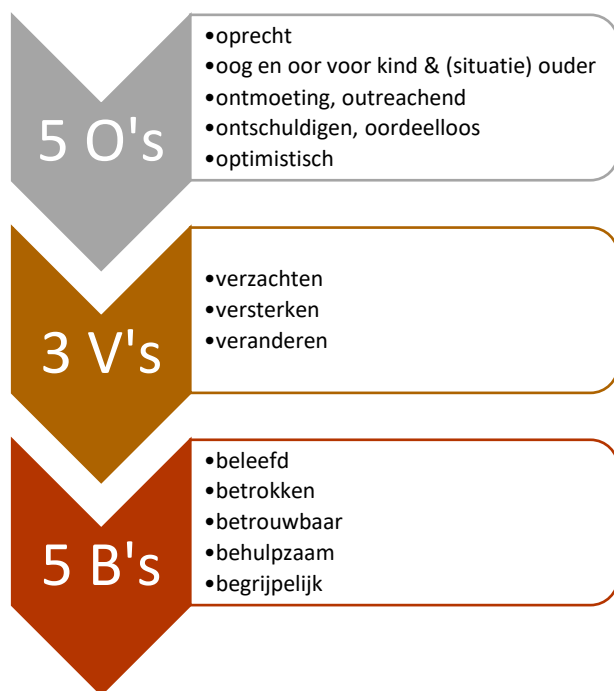 5 O's
•oprecht
•oog en oor voor kind & (situatie) ouder
•ontmoeting, outreachend
•ontschuldigen, oordeelloos
•optimistisch
3 V's
•verzachten
•versterken
•veranderen
5 B's
•beleefd
•betrokken
•betrouwbaar
•behulpzaam
•begrijpelijk